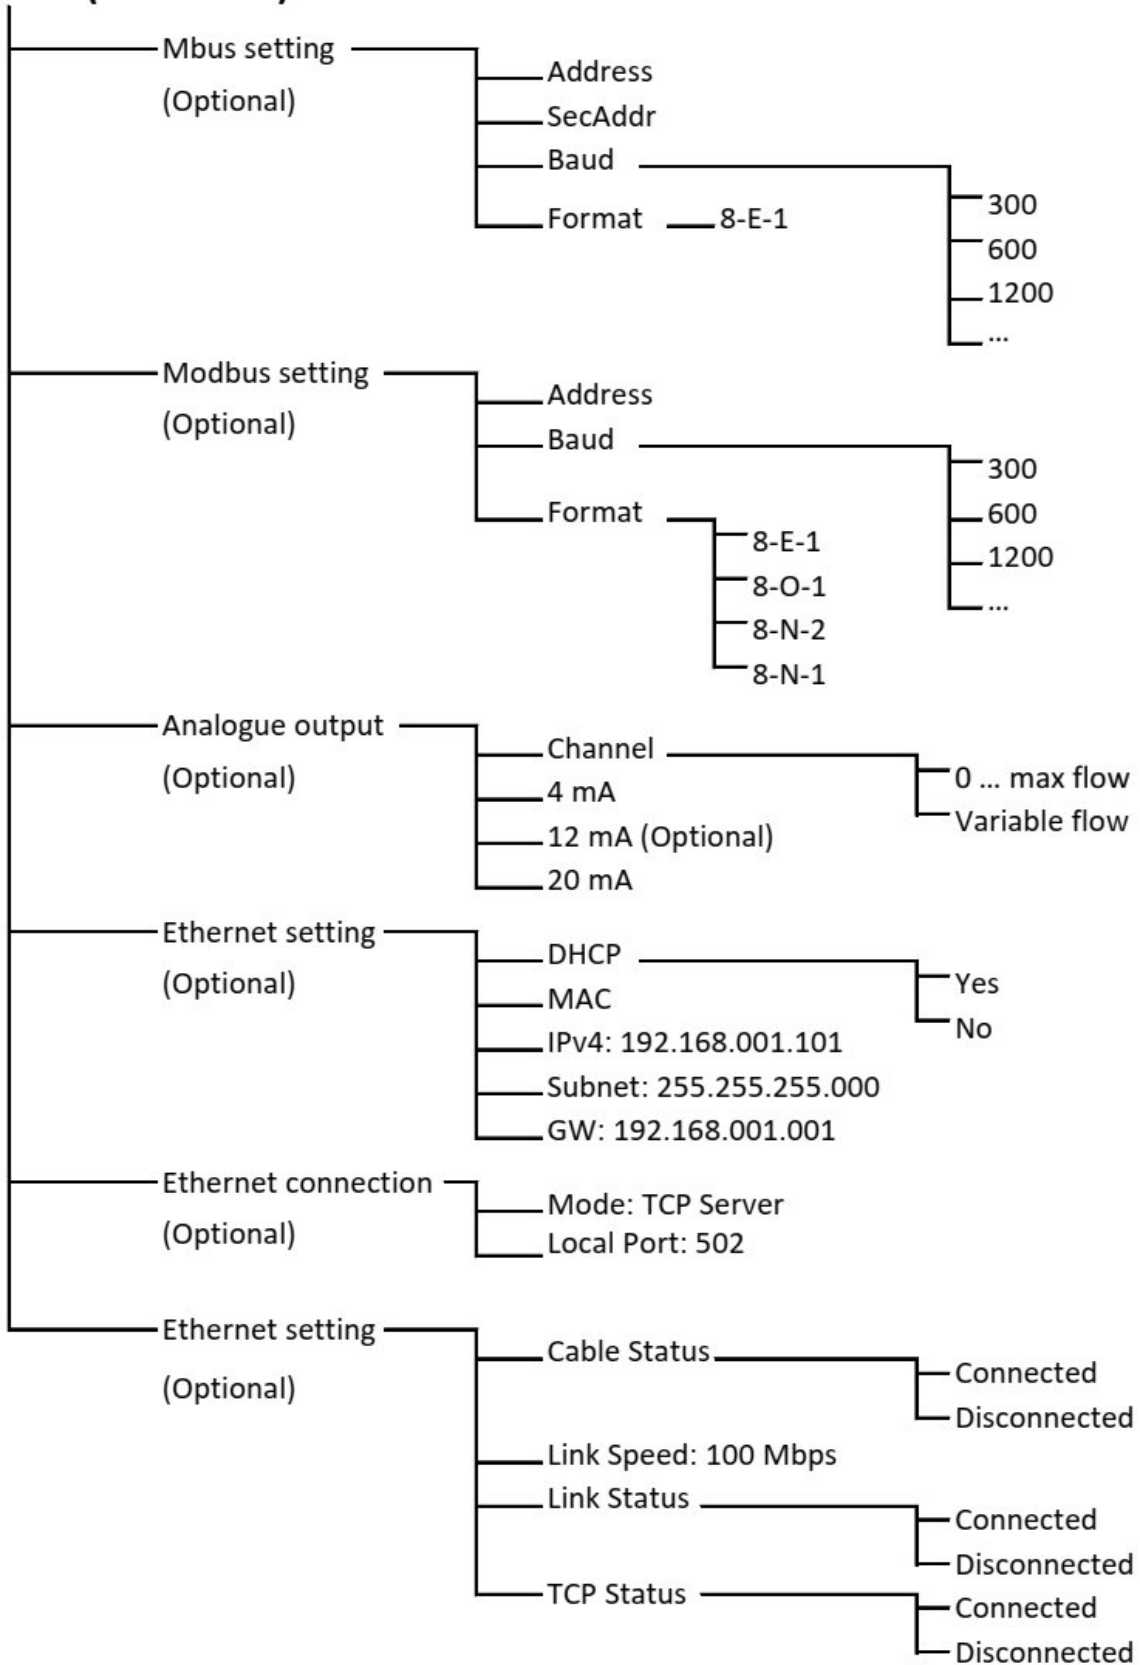 Mbus setting
(Optional)
Address
SecAddr
Baud
300
600
1200
...
Format
8-E-1
Modbus setting
(Optional)
Address
Baud
300
600
1200
...
Format
8-E-1
8-O-1
8-N-2
8-N-1
Analogue output
(Optional)
Channel
0 ... max flow
Variable flow
4 mA
12 mA (Optional)
20 mA
Ethernet setting
(Optional)
DHCP
Yes
No
MAC
IPv4: 192.168.001.101
Subnet: 255.255.255.000
GW: 192.168.001.001
Ethernet connection
(Optional)
Mode: TCP Server
Local Port: 502
Ethernet setting
(Optional)
Cable Status
Connected
Disconnected
Link Speed: 100 Mbps
Link Status
Connected
Disconnected
TCP Status
Connected
Disconnected